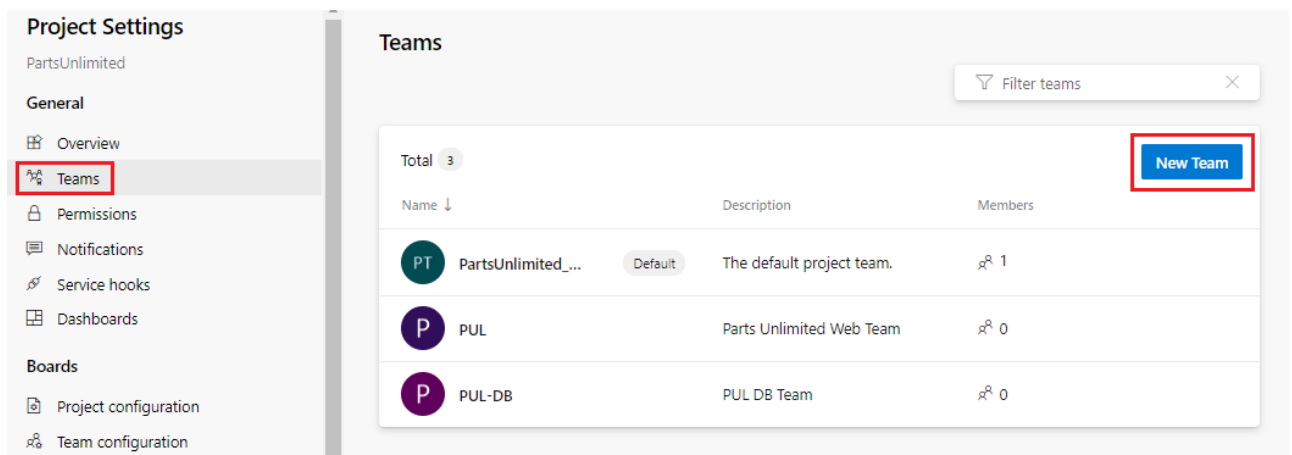 Project Settings
PartsUnlimited
General
Overview
Teams
Permissions
Notifications
Service hooks
Dashboards
Boards
Project configuration
Team configuration
Teams
Filter teams
Total 3
New Team
Name ↓ Description Members
PT PartsUnlimited_... Default The default project team. 1
P PUL Parts Unlimited Web Team 0
P PUL-DB PUL DB Team 0